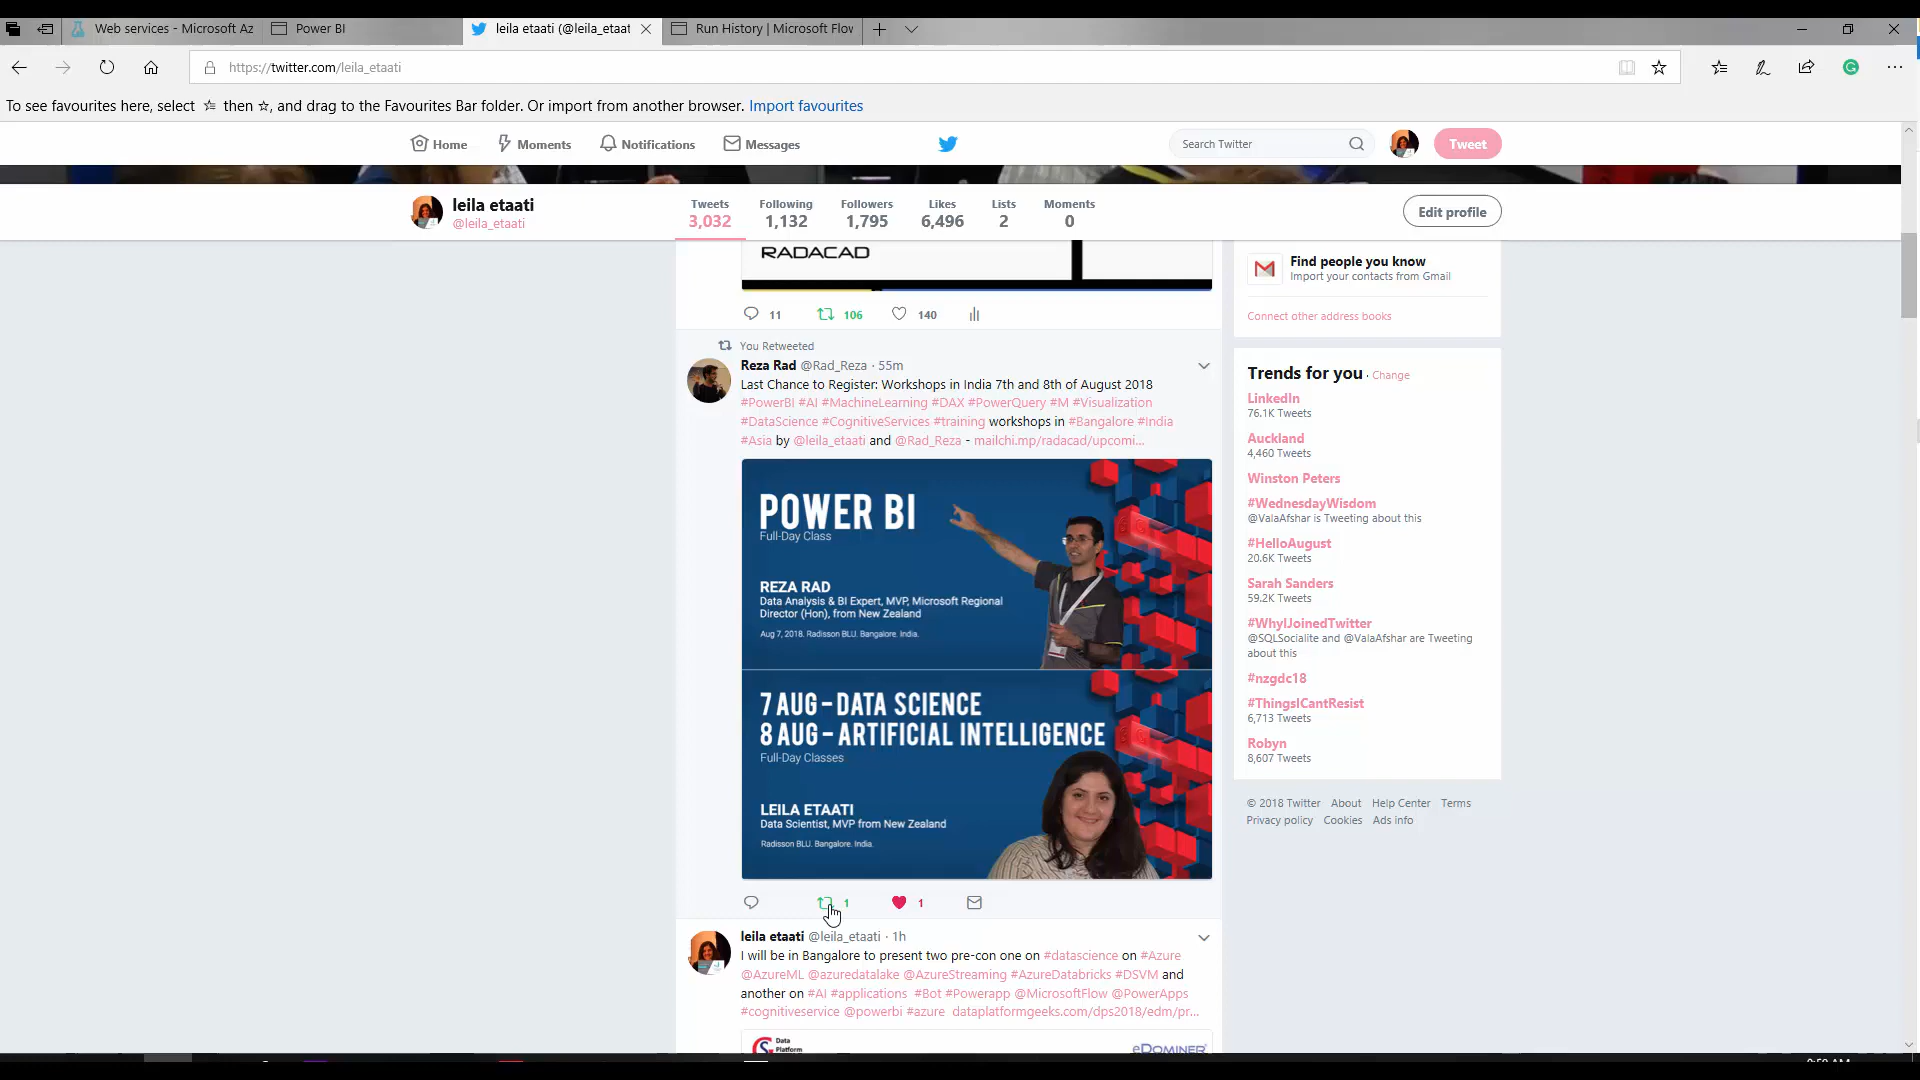 Web services - Microsoft Az
Power BI
leila etaati (@leila_etaat
Run History | Microsoft Flov
https://twitter.com/leila_etaati
To see favourites here, select then , and drag to the Favourites Bar folder. Or import from another browser. Import favourites
Home
Moments
Notifications
Messages
Search Twitter
Tweet
leila etaati
@leila_etaati
Tweets
3,032
Following
1,132
Followers
1,795
Likes
6,496
Lists
2
Moments
0
Edit profile
RADACAD
11
106
140
You Retweeted
Reza Rad @Rad_Reza · 55m
Last Chance to Register: Workshops in India 7th and 8th of August 2018
#PowerBI #AI #MachineLearning #DAX #PowerQuery #M #Visualization
#DataScience #CognitiveServices #training workshops in #Bangalore #India
#Asia by @leila_etaati and @Rad_Reza - mailchi.mp/radacad/upcomi...
POWER BI
Full-Day Class
REZA RAD
Data Analysis & BI Expert, MVP, Microsoft Regional
Director (Hon), from New Zealand
Aug 7, 2018. Radisson BLU. Bangalore. India.
7 AUG - DATA SCIENCE
8 AUG - ARTIFICIAL INTELLIGENCE
Full-Day Classes
LEILA ETAATI
Data Scientist, MVP from New Zealand
Radisson BLU. Bangalore. India.
1
1
leila etaati @leila_etaati · 1h
I will be in Bangalore to present two pre-con one on #datascience on #Azure
@AzureML @azuredatalake @AzureStreaming #AzureDatabricks #DSVM and
another on #AI #applications #Bot #Powerapp @MicrosoftFlow @PowerApps
#cognitiveservice @powerbi #azure dataplatformgeeks.com/dps2018/edm/pr...
Data
Platform
eDOMINER
Find people you know
Import your contacts from Gmail
Connect other address books
Trends for you · Change
LinkedIn
76.1K Tweets
Auckland
4,460 Tweets
Winston Peters
#WednesdayWisdom
@ValaAfshar is Tweeting about this
#HelloAugust
20.6K Tweets
Sarah Sanders
59.2K Tweets
#WhyIJoinedTwitter
@SQLSocialite and @ValaAfshar are Tweeting
about this
#nzgdc18
#ThingsICantResist
6,713 Tweets
Robyn
8,607 Tweets
© 2018 Twitter About Help Center Terms
Privacy policy Cookies Ads info